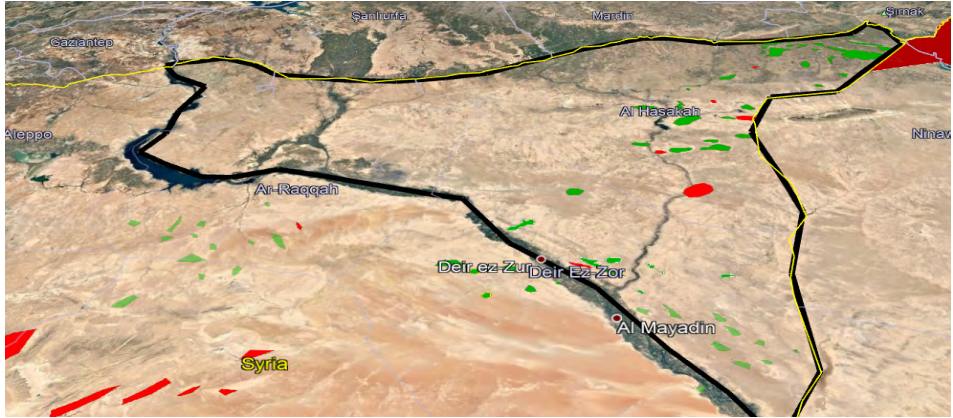 Şanlıurfa
Mardin
Şırnak
Gaziantep
Al Hasakah
Aleppo
Ninaw
Ar-Raqqah
Deir ez-Zur
Deir Ez-Zor
Al Mayadin
Syria